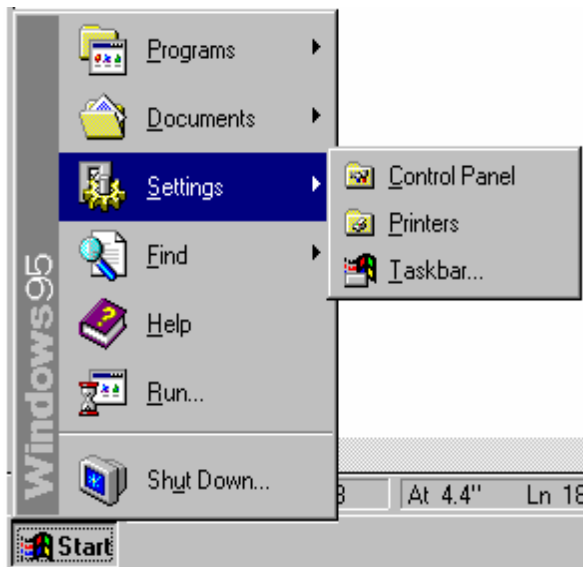 Programs
Documents
Settings
Control Panel
Printers
Taskbar...
Find
Help
Run...
Shut Down...
Windows95
At 4.4" Ln 18
Start